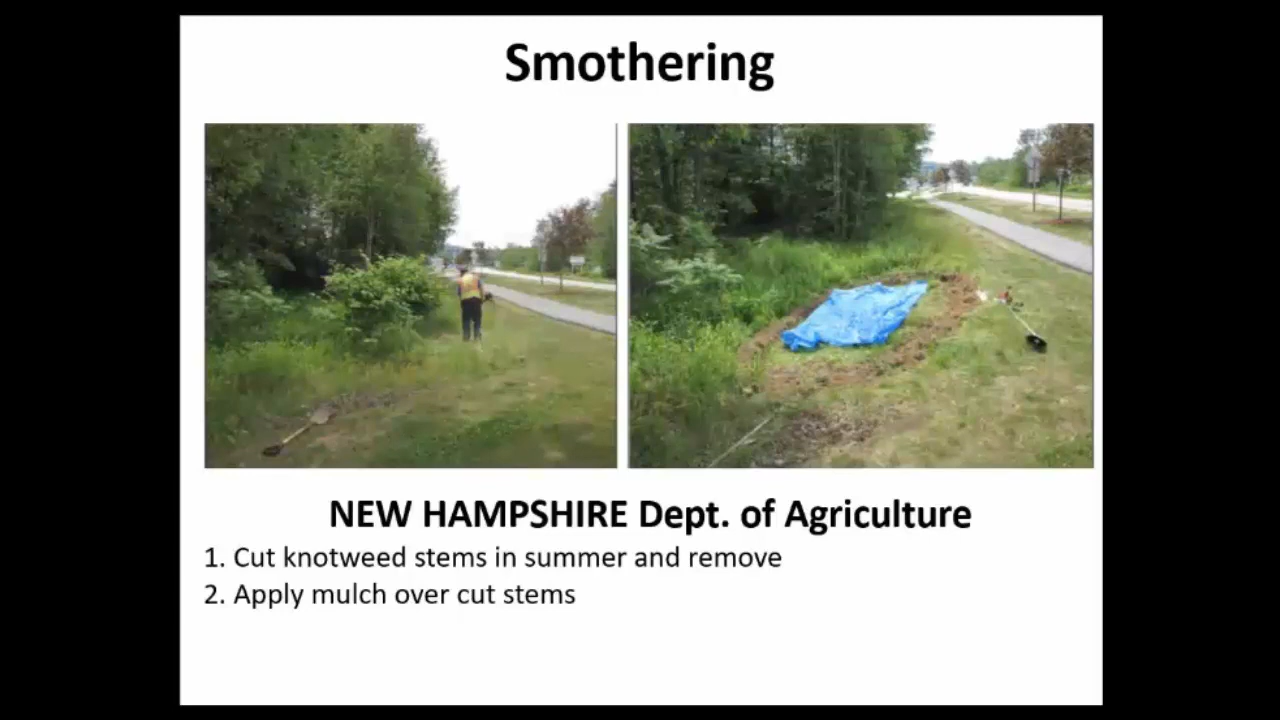 Smothering
NEW HAMPSHIRE Dept. of Agriculture
1. Cut knotweed stems in summer and remove
2. Apply mulch over cut stems